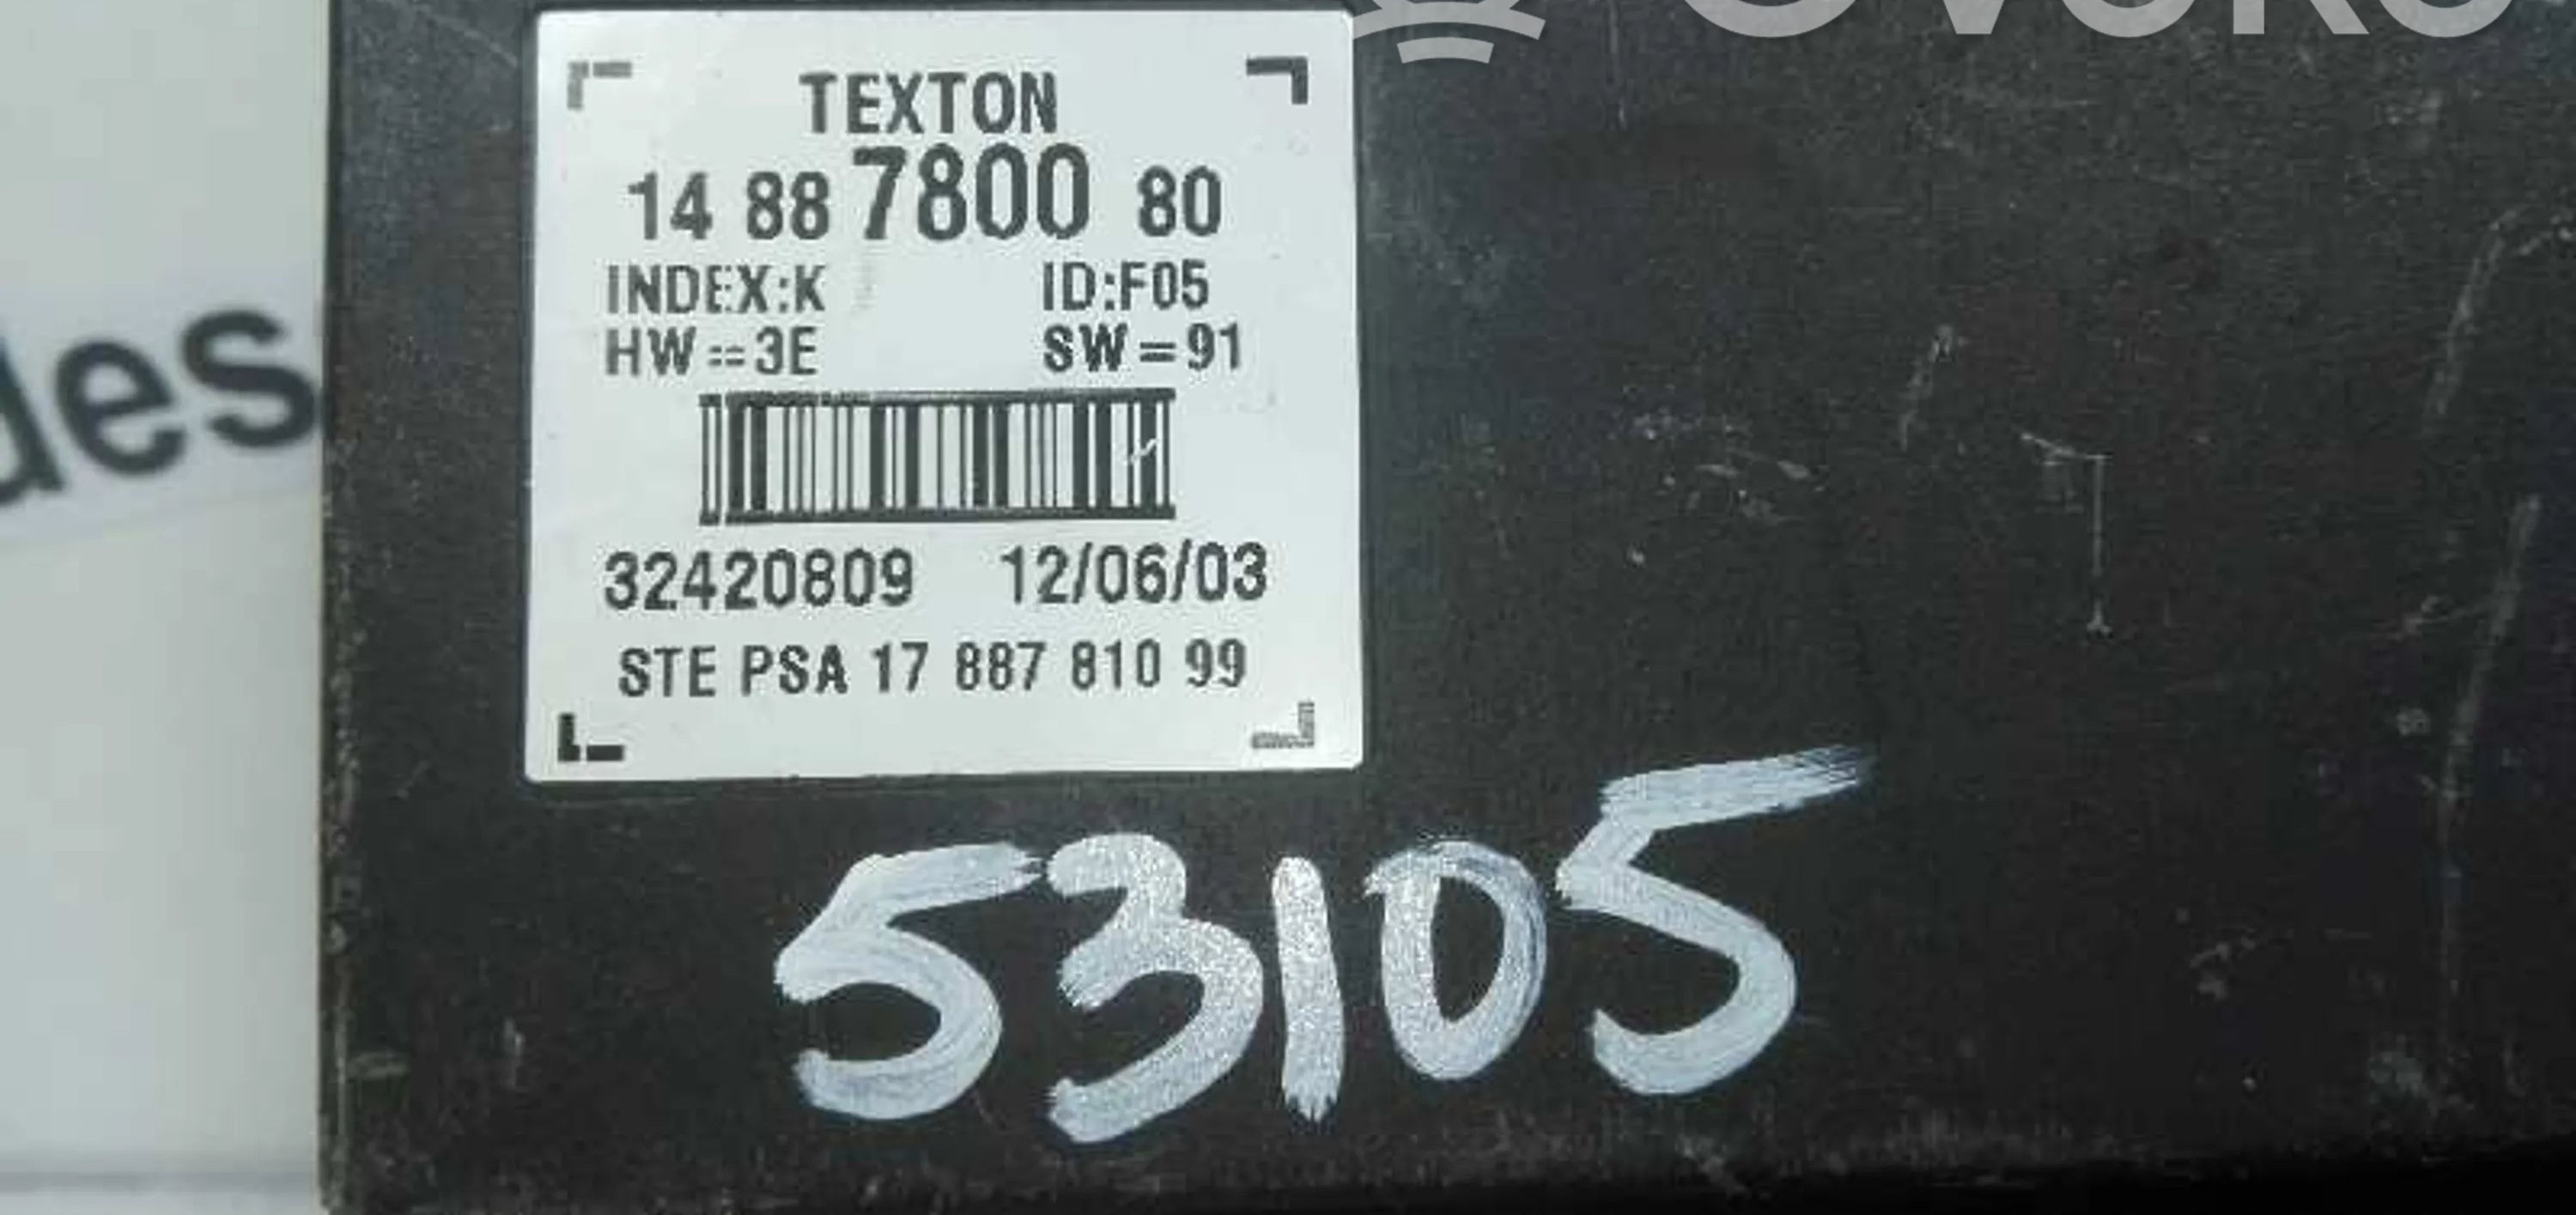 TEXTON
14 88 7800 80
INDEX:K ID:F05
HW=3E SW=91
32420809 12/06/03
STE PSA 17 887 810 99
53105
des